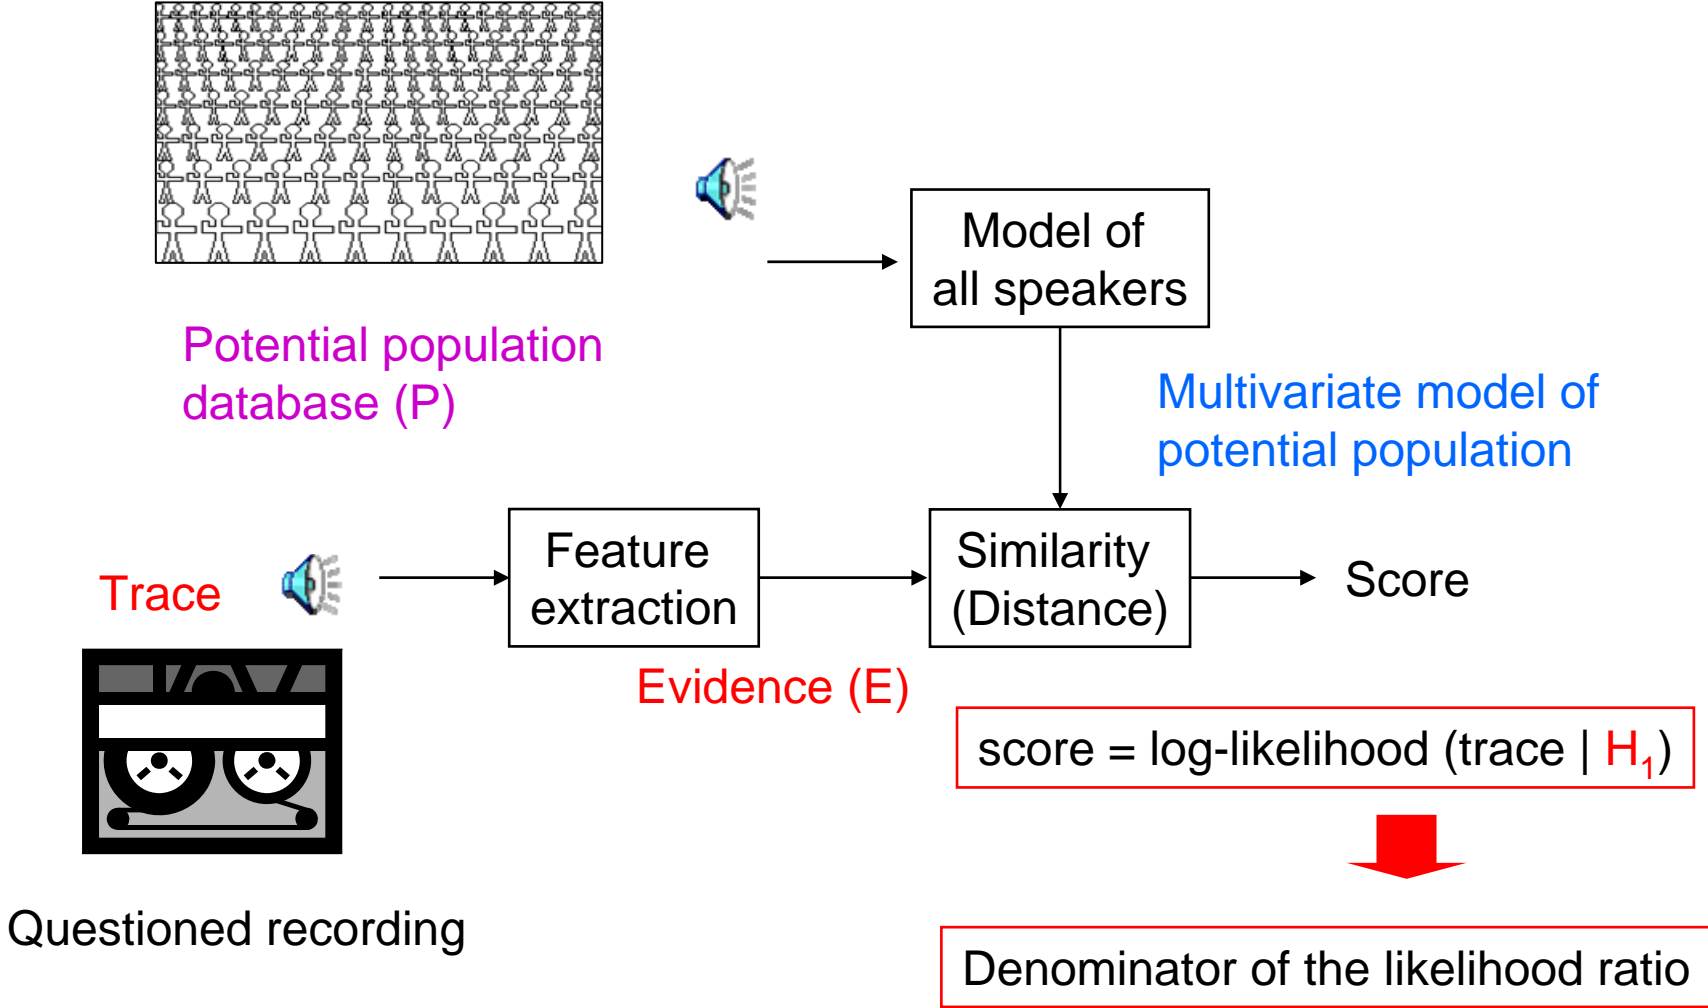 Model of
all speakers
Potential population
database (P)
Multivariate model of
potential population
Trace
Feature
extraction
Similarity
(Distance)
Score
Evidence (E)
score = log-likelihood (trace | H₁)
Questioned recording
Denominator of the likelihood ratio